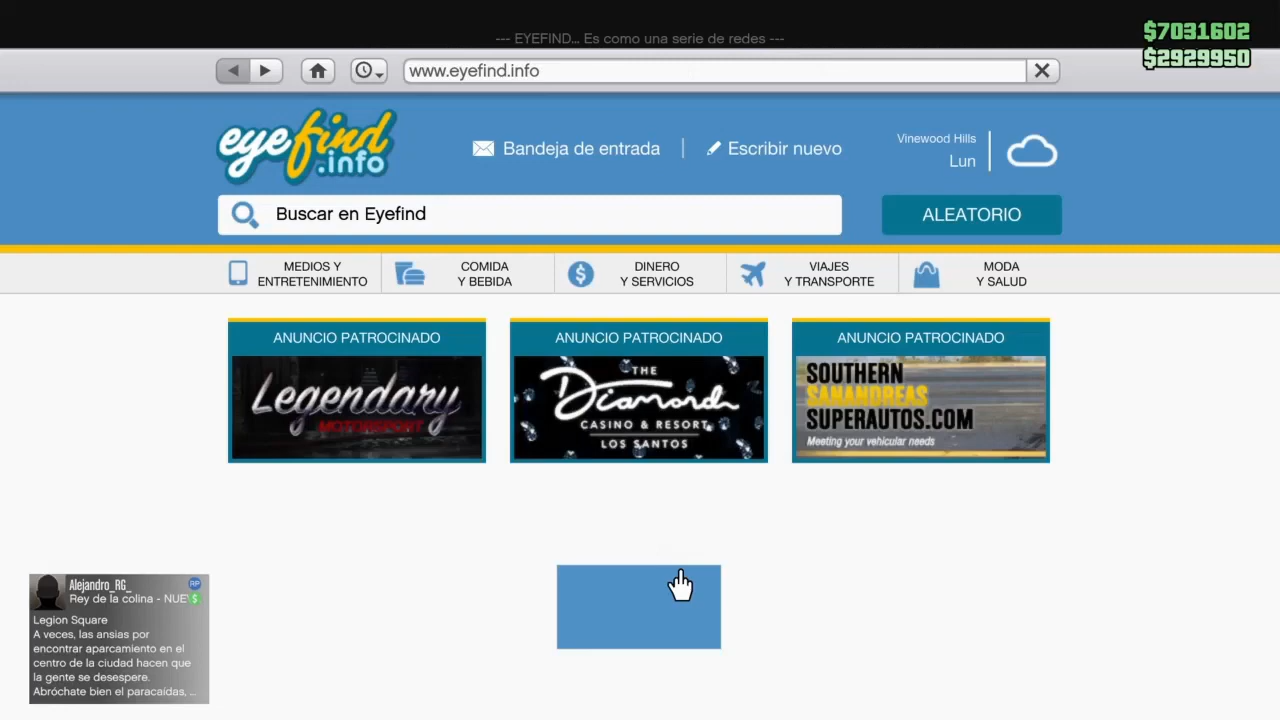 --- EYEFIND... Es como una serie de redes ---
$7031602
$2929950
www.eyefind.info
eyefind
.info
Bandeja de entrada
Escribir nuevo
Vinewood Hills
Lun
Buscar en Eyefind
ALEATORIO
MEDIOS Y
ENTRETENIMIENTO
COMIDA
Y BEBIDA
DINERO
Y SERVICIOS
VIAJES
Y TRANSPORTE
MODA
Y SALUD
ANUNCIO PATROCINADO
Legendary
MOTORSPORT
ANUNCIO PATROCINADO
THE
Diamond
CASINO & RESORT
LOS SANTOS
ANUNCIO PATROCINADO
SOUTHERN
SANANDREAS
SUPERAUTOS.COM
Meeting your vehicular needs
Alejandro_RG_
RP
Rey de la colina - NUE
$
Legion Square
A veces, las ansias por
encontrar aparcamiento en el
centro de la ciudad hacen que
la gente se desespere.
Abróchate bien el paracaídas, ...